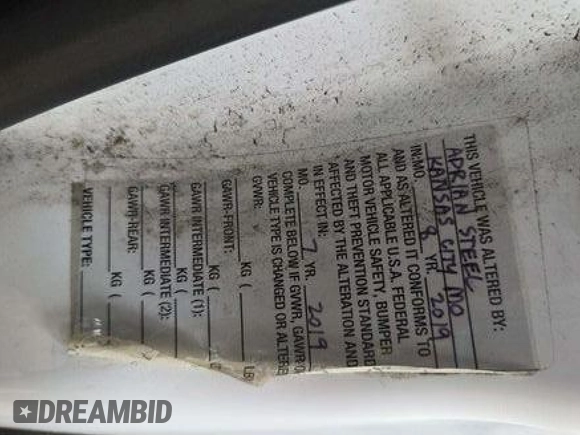 THIS VEHICLE WAS ALTERED BY:
ADRIAN STEEL
KANSAS CITY MO
IN: MO. 8 YR. 2019
AND AS ALTERED IT CONFORMS TO
ALL APPLICABLE U.S.A. FEDERAL
MOTOR VEHICLE SAFETY, BUMPER
AND THEFT PREVENTION STANDARD
AFFECTED BY THE ALTERATION AND
IN EFFECT IN:
MO. 7 YR. 2019
COMPLETE BELOW IF GVWR, GAWR O
VEHICLE TYPE IS CHANGED OR ALTERE
GVWR:
KG ( LB
GAWR-FRONT:
KG (
GAWR INTERMEDIATE (1):
KG (
GAWR INTERMEDIATE (2):
KG (
GAWR-REAR:
KG (
VEHICLE TYPE:
DREAMBID